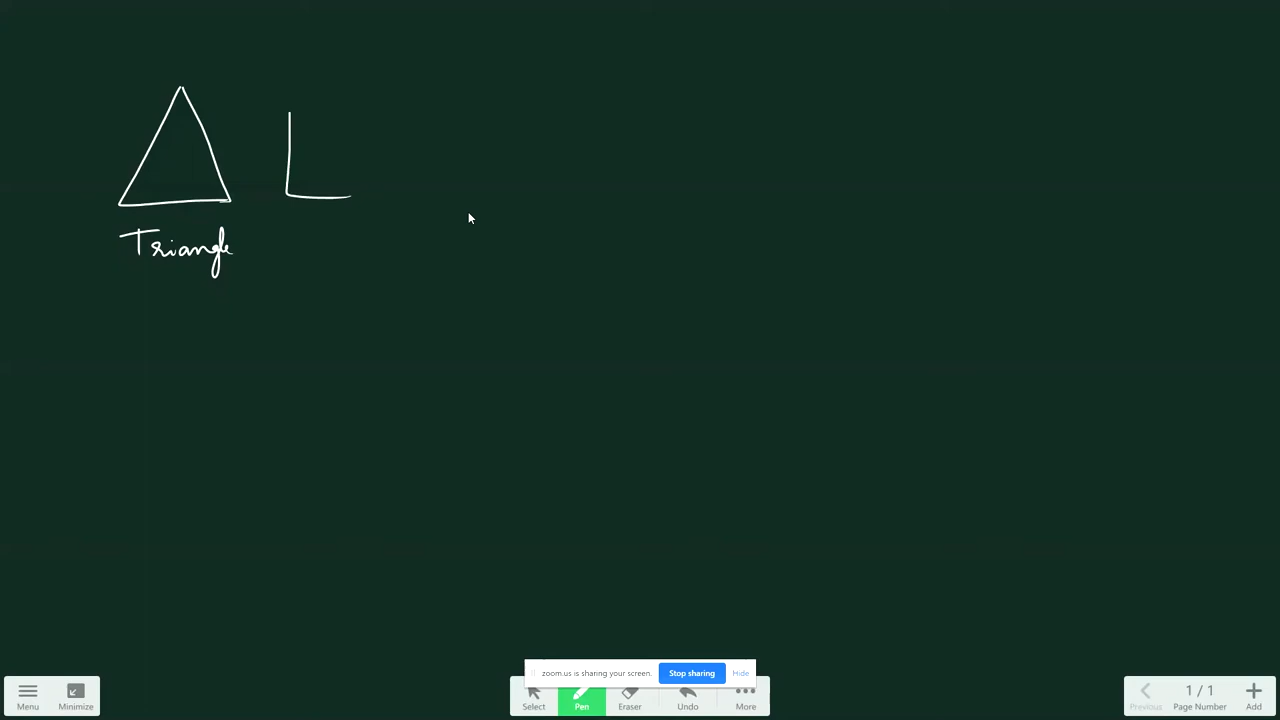 Triangle
zoom.us is sharing your screen. Stop sharing Hide
Menu Minimize Select Pen Eraser Undo More Previous 1 / 1 Page Number Add